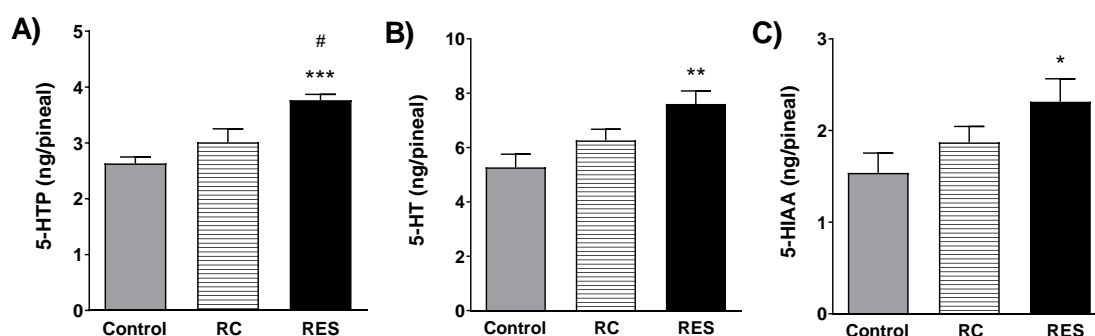 A)
5-HTP (ng/pineal)
5
4
3
2
1
0
#
***
Control RC RES
B)
5-HT (ng/pineal)
10
8
6
4
2
0
**
Control RC RES
C)
5-HIAA (ng/pineal)
3
2
1
0
*
Control RC RES